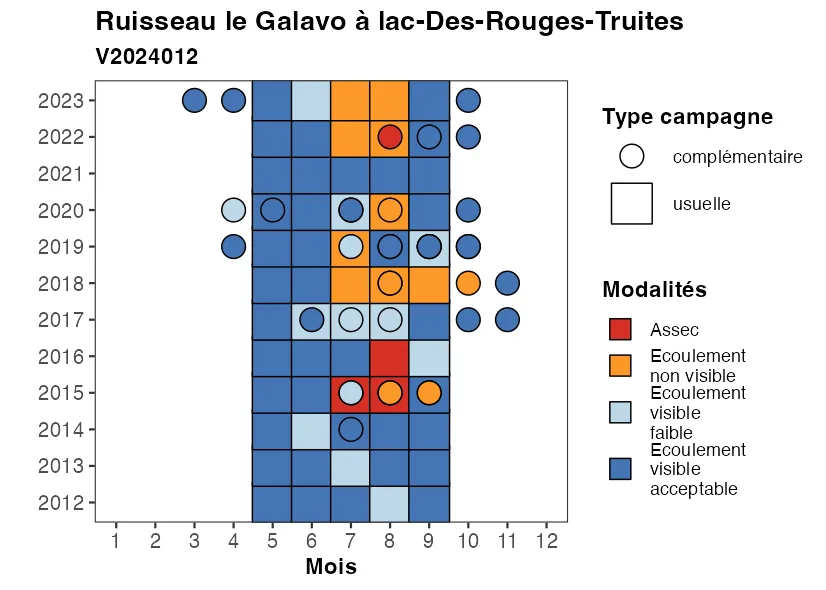 Ruisseau le Galavo à lac-Des-Rouges-Truites
V2024012
2023
2022
2021
2020
2019
2018
2017
2016
2015
2014
2013
2012
1 2 3 4 5 6 7 8 9 10 11 12
Mois
Type campagne
complémentaire
usuelle
Modalités
Assec
Ecoulement
non visible
Ecoulement
visible
faible
Ecoulement
visible
acceptable